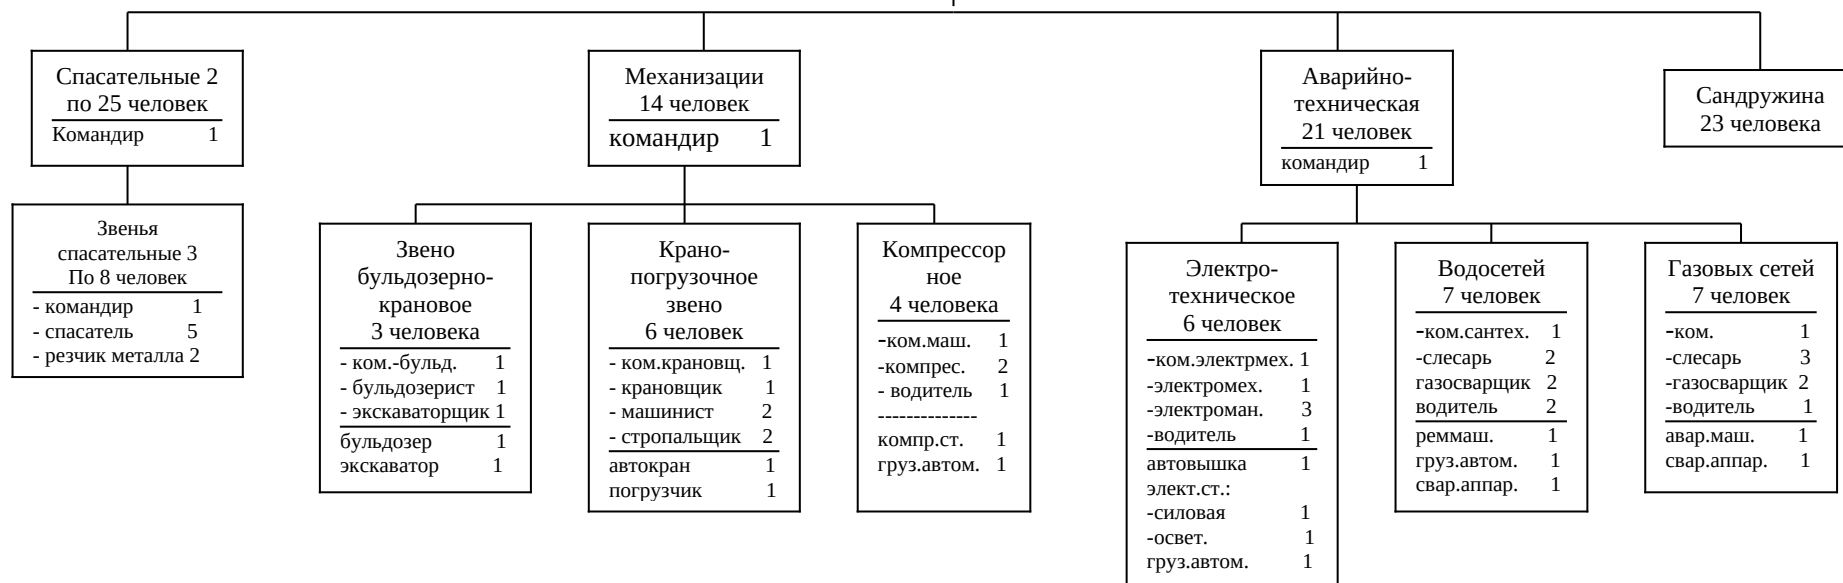 Спасательные 2
по 25 человек
Командир 1
Механизации
14 человек
командир 1
Аварийно-
техническая
21 человек
командир 1
Сандружина
23 человека
Звенья
спасательные 3
По 8 человек
- командир 1
- спасатель 5
- резчик металла 2
Звено
бульдозерно-
крановое
3 человека
- ком.-бульд. 1
- бульдозерист 1
- экскаваторщик 1
бульдозер 1
экскаватор 1
Крано-
погрузочное
звено
6 человек
- ком.крановщ. 1
- крановщик 1
- машинист 2
- стропальщик 2
автокран 1
погрузчик 1
Компрессор
ное
4 человека
-ком.маш. 1
-компрес. 2
- водитель 1
--------------
компр.ст. 1
груз.автом. 1
Электро-
техническое
6 человек
-ком.электрмех. 1
-электромех. 1
-электроман. 3
-водитель 1
автовышка 1
элект.ст.:
-силовая 1
-освет. 1
груз.автом. 1
Водосетей
7 человек
-ком.сантех. 1
-слесарь 2
газосварщик 2
водитель 2
реммаш. 1
груз.автом. 1
свар.аппар. 1
Газовых сетей
7 человек
-ком. 1
-слесарь 3
-газосварщик 2
-водитель 1
авар.маш. 1
свар.аппар. 1